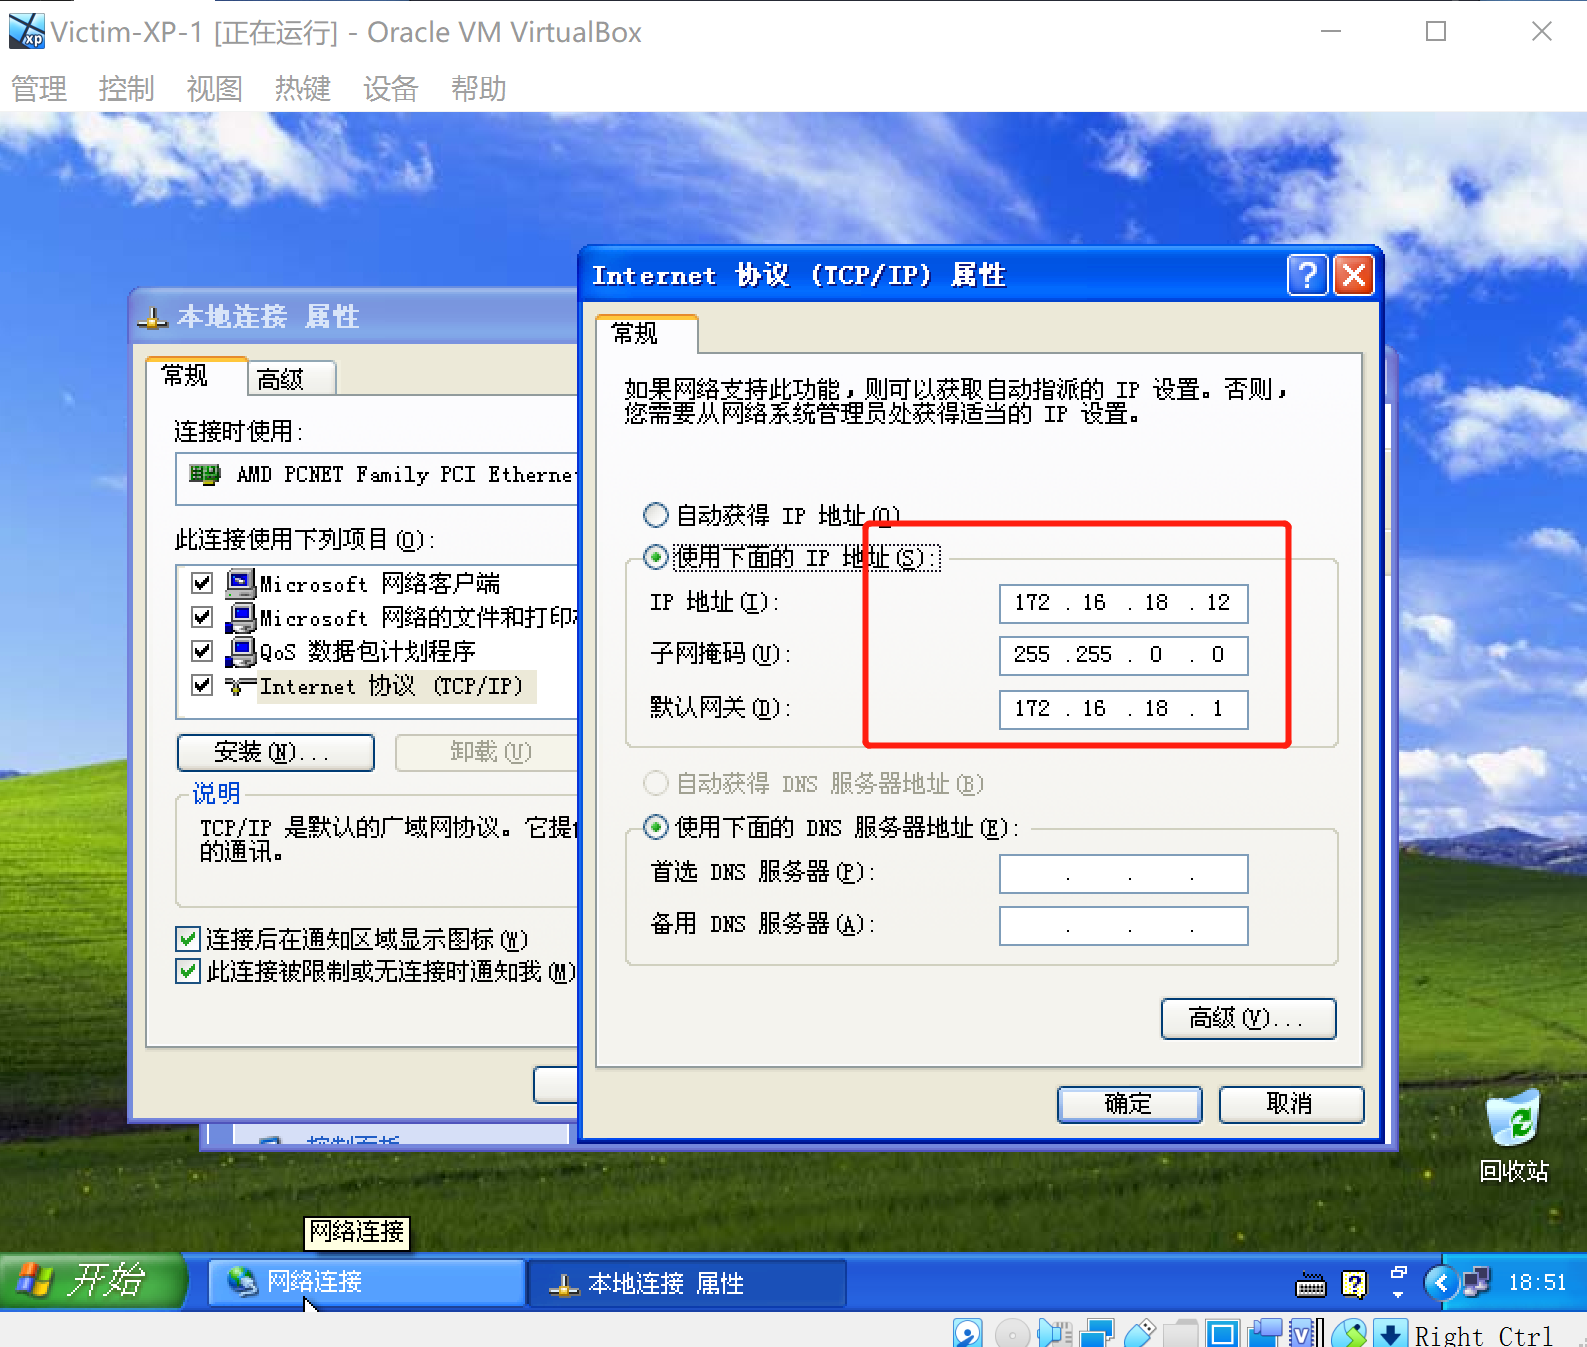 Victim-XP-1 [正在运行] - Oracle VM VirtualBox
管理 控制 视图 热键 设备 帮助
本地连接 属性
常规 高级
连接时使用:
AMD PCNET Family PCI Etherne
此连接使用下列项目(O):
Microsoft 网络客户端
Microsoft 网络的文件和打印
QoS 数据包计划程序
Internet 协议 (TCP/IP)
安装(N)... 卸载(U)
说明
TCP/IP 是默认的广域网协议。它提
的通讯。
连接后在通知区域显示图标(W)
此连接被限制或无连接时通知我(M)
控制面板
Internet 协议 (TCP/IP) 属性
常规
如果网络支持此功能,则可以获取自动指派的 IP 设置。否则,
您需要从网络系统管理员处获得适当的 IP 设置。
自动获得 IP 地址(O)
使用下面的 IP 地址(S):
IP 地址(I): 172 . 16 . 18 . 12
子网掩码(U): 255 .255 . 0 . 0
默认网关(D): 172 . 16 . 18 . 1
自动获得 DNS 服务器地址(B)
使用下面的 DNS 服务器地址(E):
首选 DNS 服务器(P): . . .
备用 DNS 服务器(A): . . .
高级(V)...
确定 取消
回收站
网络连接
开始 网络连接 本地连接 属性 18:51
Right Ctrl